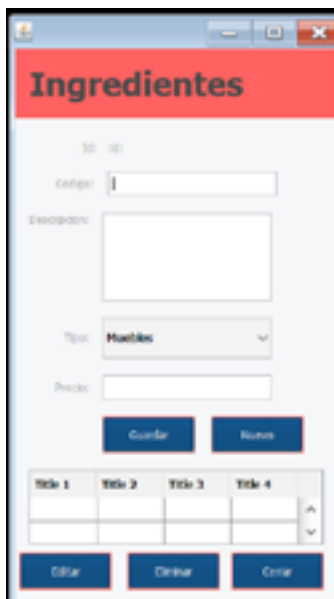 Ingredientes
Id: id:
Codigo:
Descripcion:
Tipo: Muebles
Precio:
Guardar Nuevo
Title 1 Title 2 Title 3 Title 4
Editar Eliminar Cerrar